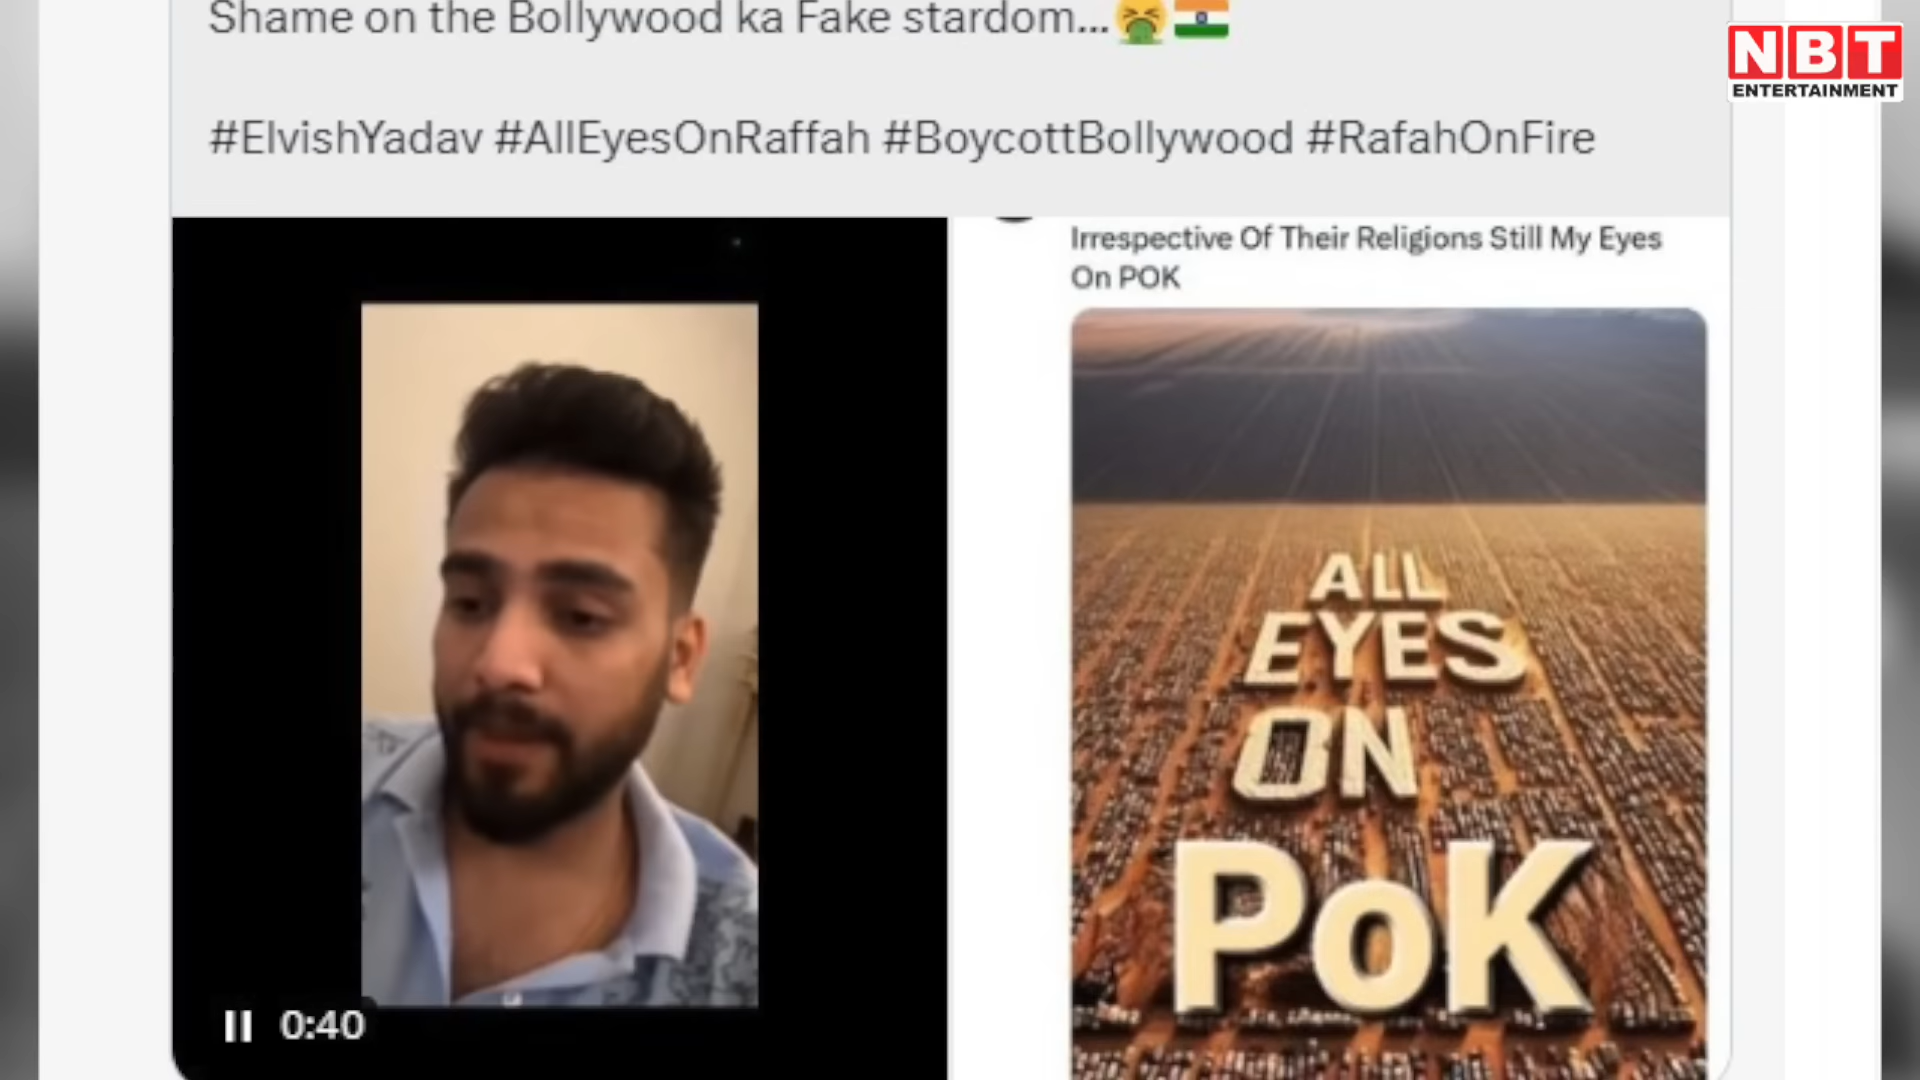 Shame on the Bollywood ka Fake stardom...🤮🇮🇳
NBT
ENTERTAINMENT
#ElvishYadav #AllEyesOnRaffah #BoycottBollywood #RafahOnFire
Irrespective Of Their Religions Still My Eyes
On POK
ALL
EYES
ON
PoK
0:40